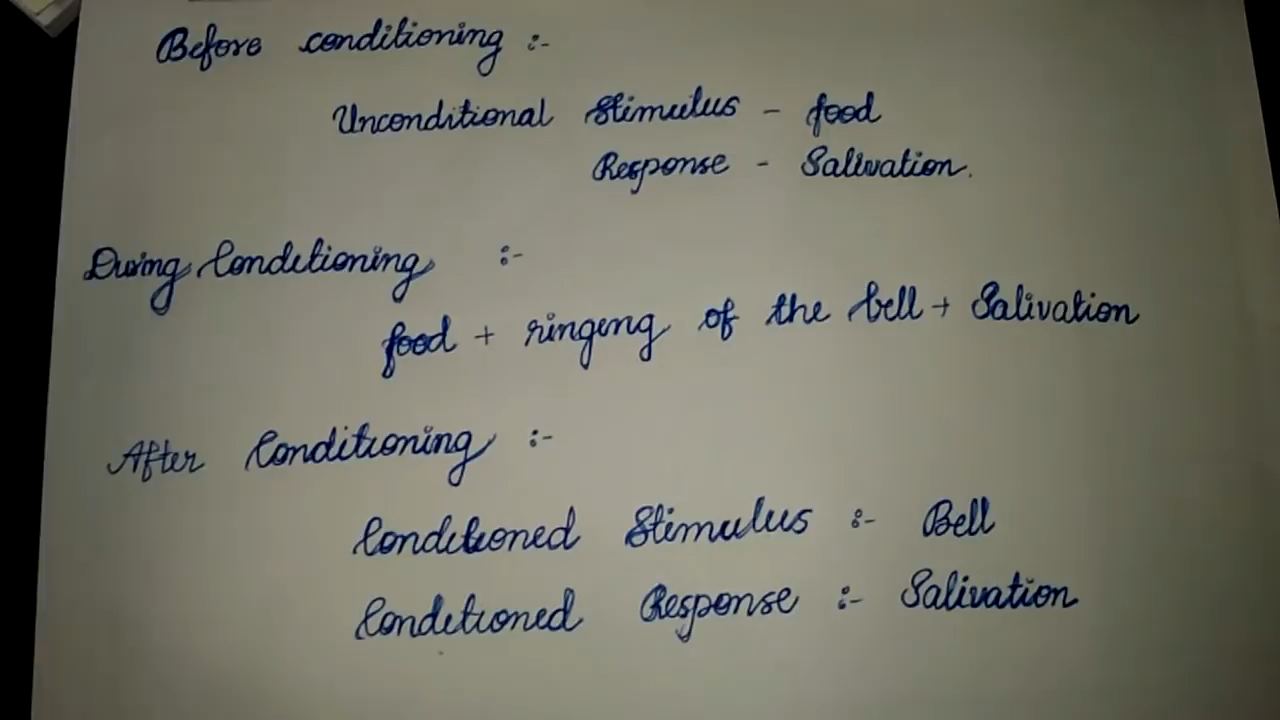 Before conditioning :-
Unconditional Stimulus - food
Response - Salivation.
During Conditioning :-
food + ringing of the bell + Salivation
After Conditioning :-
Conditioned Stimulus :- Bell
Conditioned Response :- Salivation